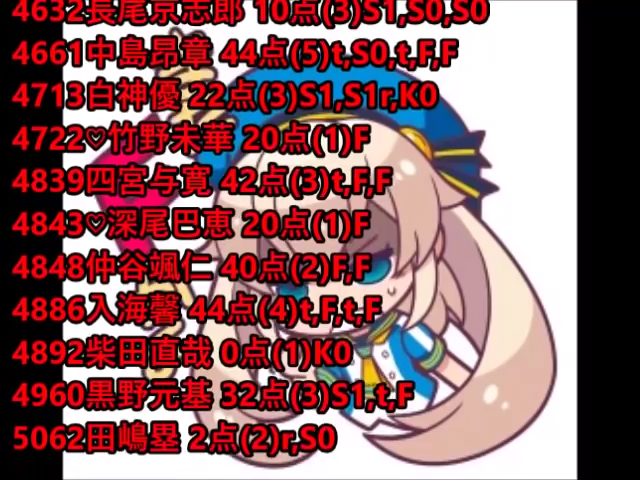 4632長尾京志郎 10点(3)S1,S0,S0
4661中島昂章 44点(5)t,S0,t,F,F
4713白神優 22点(3)S1,S1r,K0
4722♡竹野未華 20点(1)F
4839四宮与寛 42点(3)t,F,F
4843♡深尾巴恵 20点(1)F
4848仲谷颯仁 40点(2)F,F
4886入海馨 44点(4)t,F,t,F
4892柴田直哉 0点(1)K0
4960黒野元基 32点(3)S1,t,F
5062田嶋塁 2点(2)r,S0